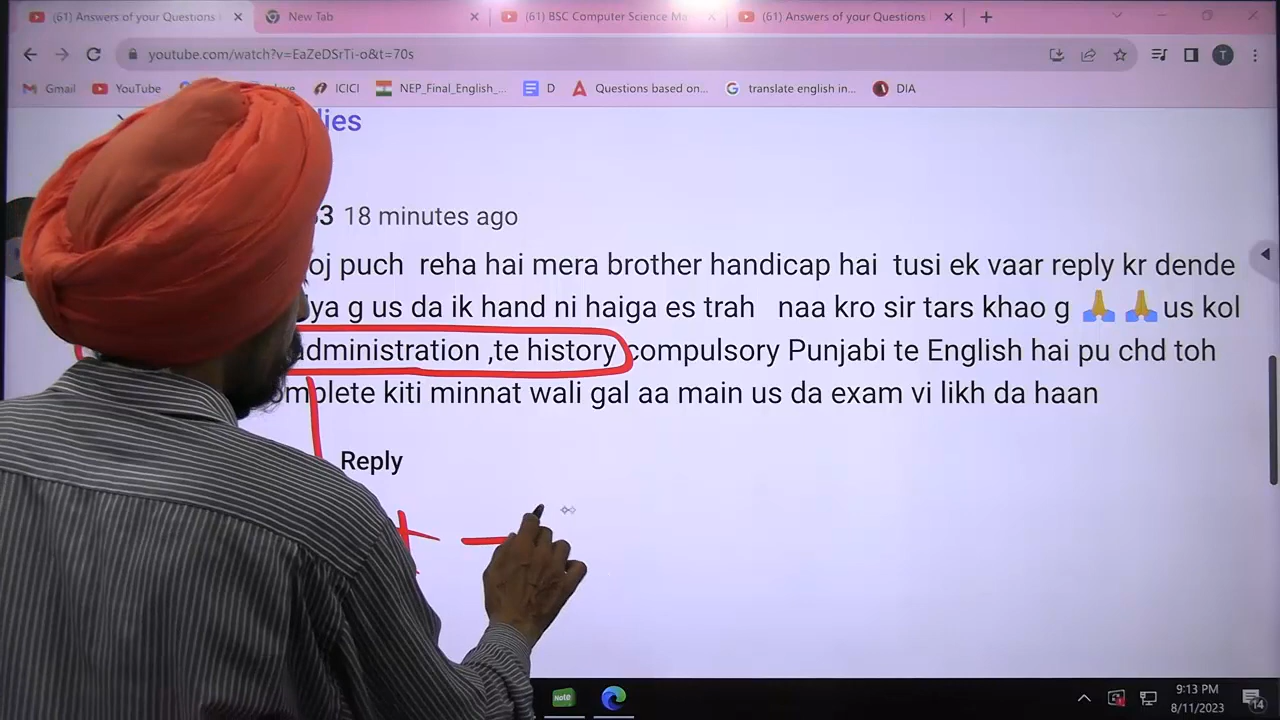 (61) Answers of your Questions
New Tab
(61) BSC Computer Science Ma
(61) Answers of your Questions
youtube.com/watch?v=EaZeDSrTi-o&t=70s
T
Gmail
YouTube
ICICI
NEP_Final_English_...
D
Questions based on...
translate english in...
DIA
3 18 minutes ago
puch reha hai mera brother handicap hai tusi ek vaar reply kr dende
g us da ik hand ni haiga es trah naa kro sir tars khao g 🙏 🙏 us kol
administration ,te history compulsory Punjabi te English hai pu chd toh
complete kiti minnat wali gal aa main us da exam vi likh da haan
Reply
Note
9:13 PM
8/11/2023
14